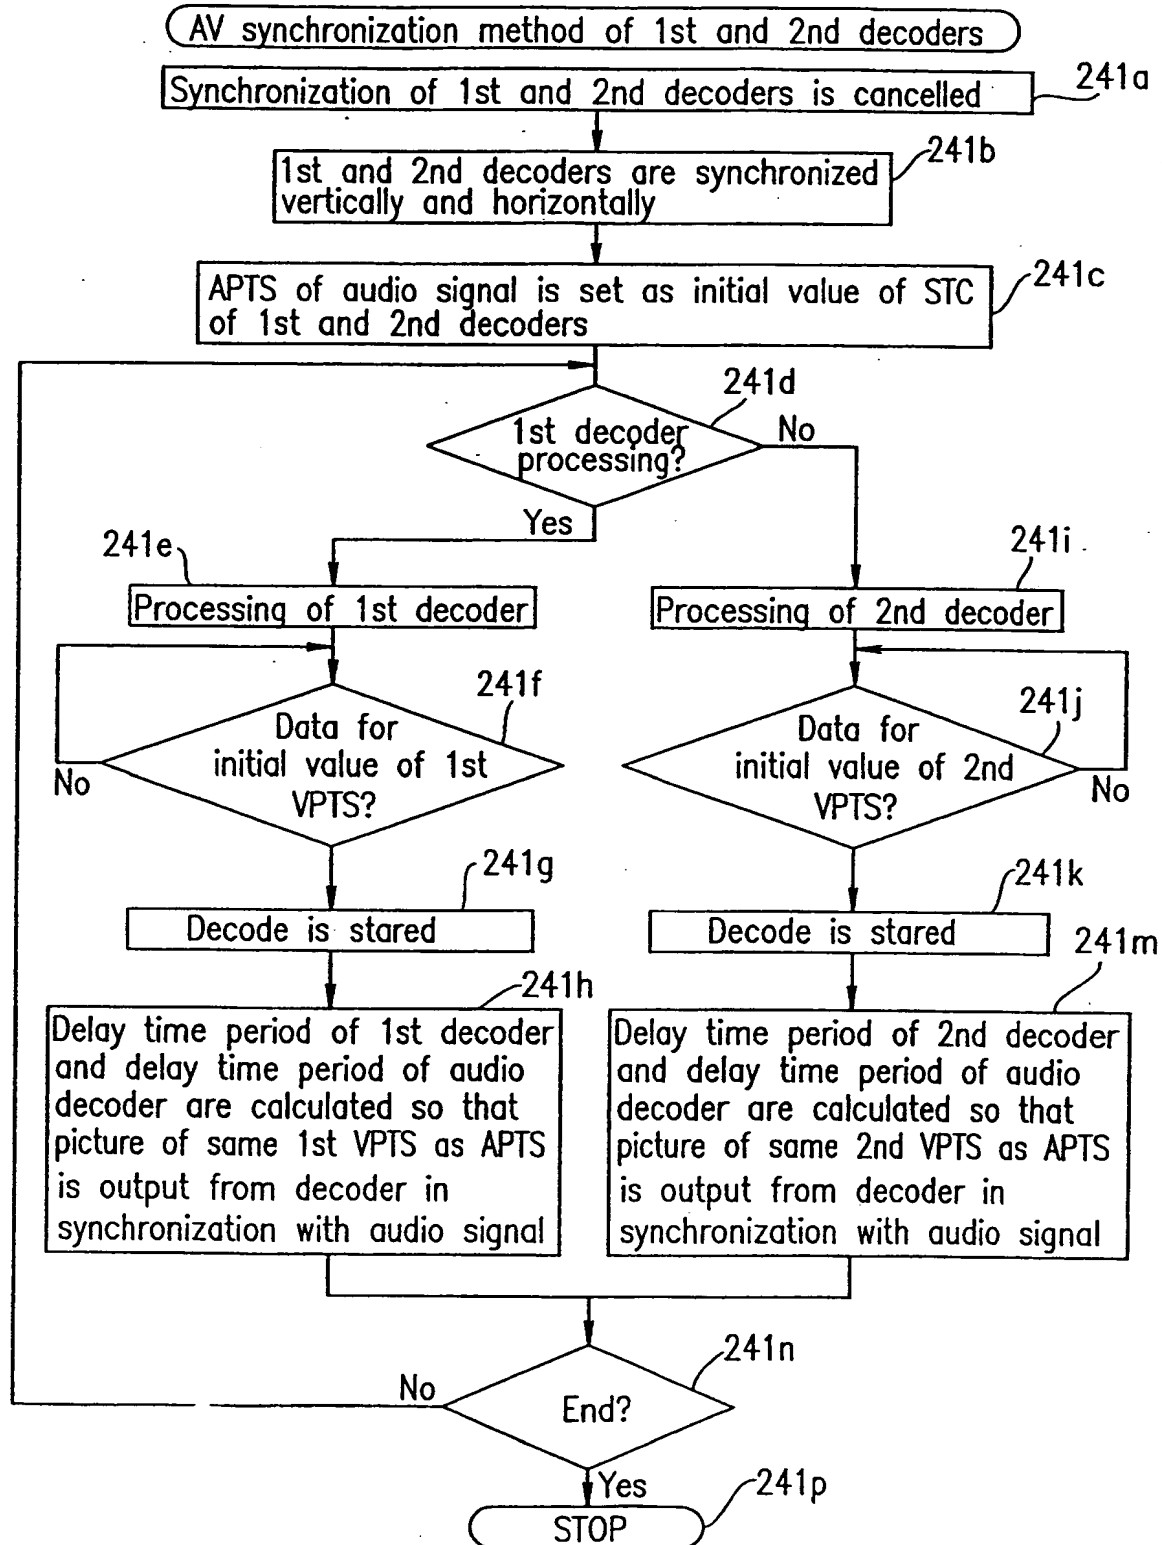 AV synchronization method of 1st and 2nd decoders
Synchronization of 1st and 2nd decoders is cancelled
241a
1st and 2nd decoders are synchronized
vertically and horizontally
241b
APTS of audio signal is set as initial value of STC
of 1st and 2nd decoders
241c
1st decoder
processing?
241d
No
Yes
241e
Processing of 1st decoder
241i
Processing of 2nd decoder
241f
Data for
initial value of 1st
VPTS?
No
241j
Data for
initial value of 2nd
VPTS?
No
241g
Decode is stared
241k
Decode is stared
241h
Delay time period of 1st decoder
and delay time period of audio
decoder are calculated so that
picture of same 1st VPTS as APTS
is output from decoder in
synchronization with audio signal
241m
Delay time period of 2nd decoder
and delay time period of audio
decoder are calculated so that
picture of same 2nd VPTS as APTS
is output from decoder in
synchronization with audio signal
241n
End?
No
Yes
241p
STOP